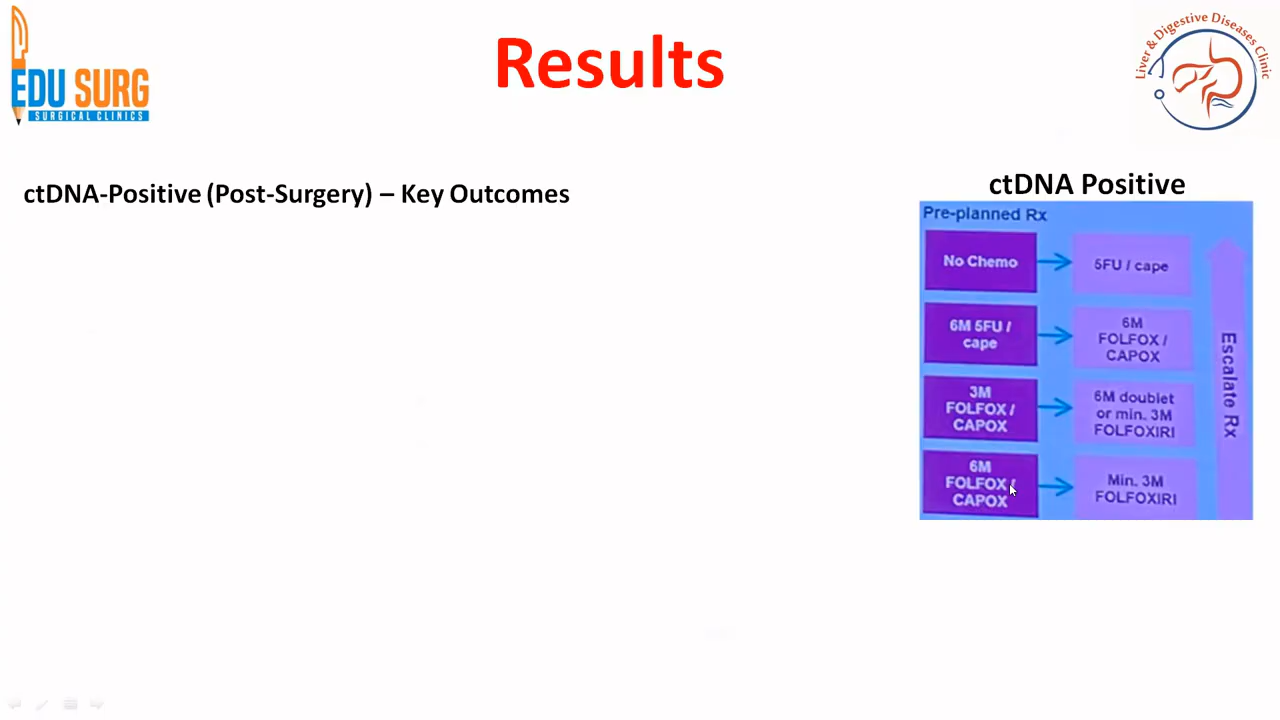 EDU SURG
SURGICAL CLINICS
Results
Liver & Digestive Diseases Clinic
ctDNA-Positive (Post-Surgery) – Key Outcomes
ctDNA Positive
Pre-planned Rx
No Chemo
5FU / cape
6M 5FU /
cape
6M
FOLFOX /
CAPOX
3M
FOLFOX /
CAPOX
6M doublet
or min. 3M
FOLFOXIRI
6M
FOLFOX /
CAPOX
Min. 3M
FOLFOXIRI
Escalate Rx